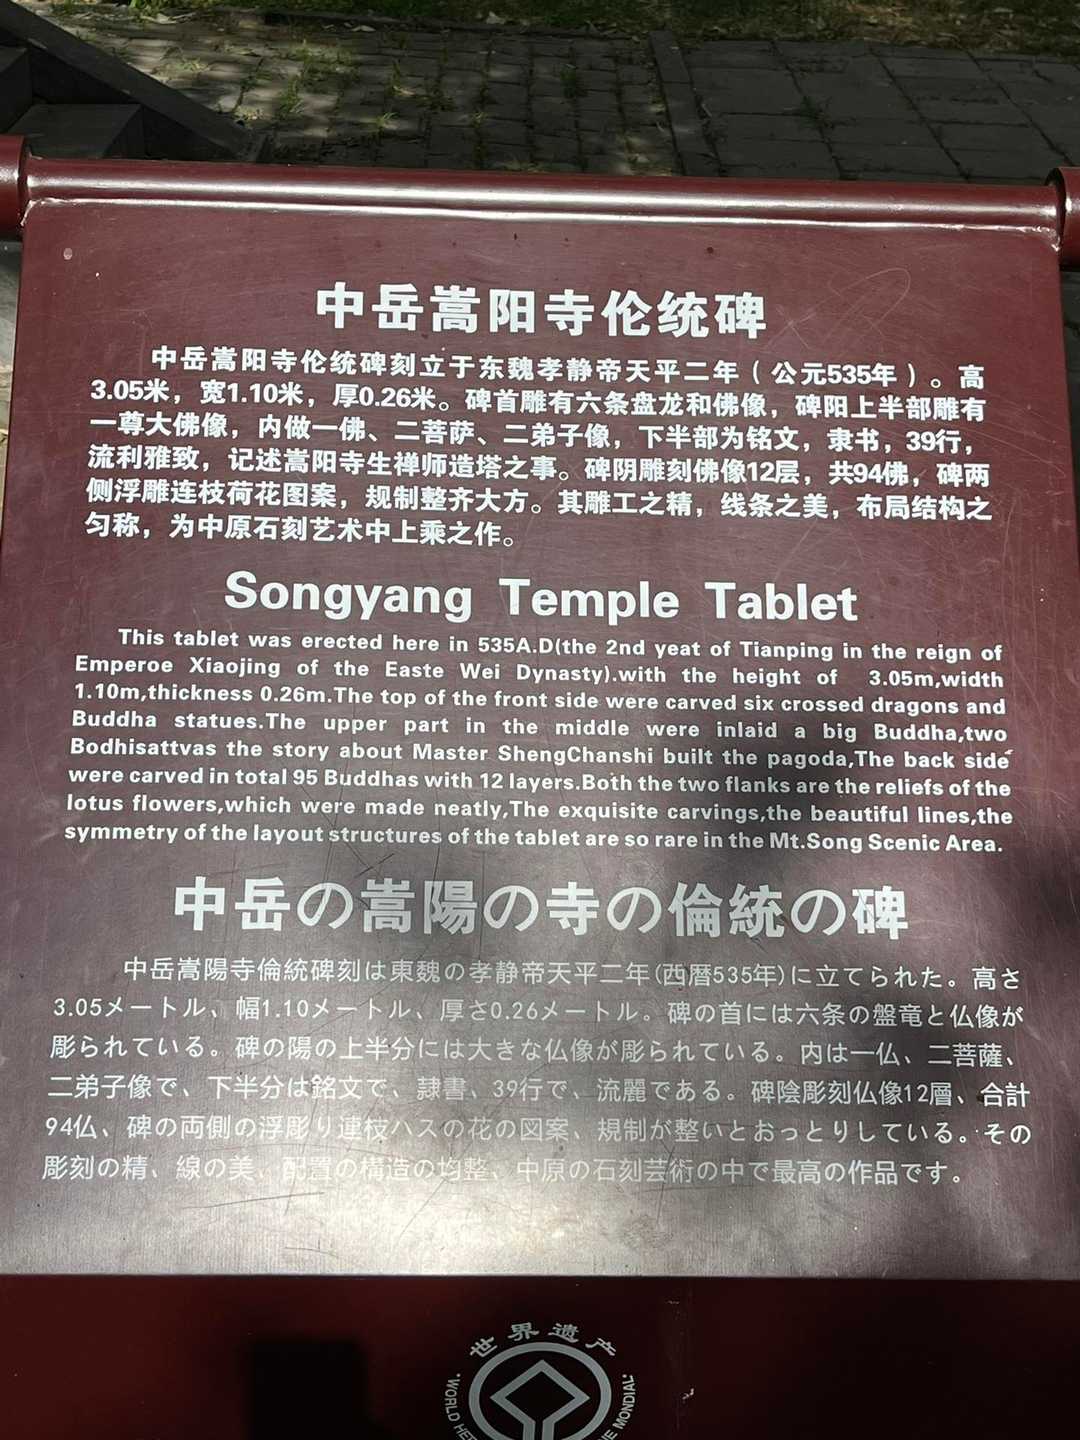 中岳嵩阳寺伦统碑
中岳嵩阳寺伦统碑刻立于东魏孝静帝天平二年（公元535年）。高
3.05米，宽1.10米，厚0.26米。碑首雕有六条盘龙和佛像，碑阳上半部雕有
一尊大佛像，内做一佛、二菩萨、二弟子像，下半部为铭文，隶书，39行，
流利雅致，记述嵩阳寺生禅师造塔之事。碑阴雕刻佛像12层，共94佛，碑两
侧浮雕连枝荷花图案，规制整齐大方。其雕工之精，线条之美，布局结构之
匀称，为中原石刻艺术中上乘之作。
Songyang Temple Tablet
This tablet was erected here in 535A.D(the 2nd yeat of Tianping in the reign of
Emperoe Xiaojing of the Easte Wei Dynasty).with the height of 3.05m,width
1.10m,thickness 0.26m.The top of the front side were carved six crossed dragons and
Buddha statues.The upper part in the middle were inlaid a big Buddha,two
Bodhisattvas the story about Master ShengChanshi built the pagoda,The back side
were carved in total 95 Buddhas with 12 layers.Both the two flanks are the reliefs of the
lotus flowers,which were made neatly,The exquisite carvings,the beautiful lines,the
symmetry of the layout structures of the tablet are so rare in the Mt.Song Scenic Area.
中岳の嵩陽の寺の倫統の碑
中岳嵩陽寺倫統碑刻は東魏の孝静帝天平二年(西暦535年)に立てられた。高さ
3.05メートル、幅1.10メートル、厚さ0.26メートル。碑の首には六条の盤竜と仏像が
彫られている。碑の陽の上半分には大きな仏像が彫られている。内は一仏、二菩薩、
二弟子像で、下半分は銘文で、隷書、39行で、流麗である。碑陰彫刻仏像12層、合計
94仏、碑の両側の浮彫り連枝ハスの花の図案、規制が整いとおっとりしている。その
彫刻の精、線の美、配置の構造の均整、中原の石刻芸術の中で最高の作品です。
世界遗产
WORLD HE
NE MONDIAL